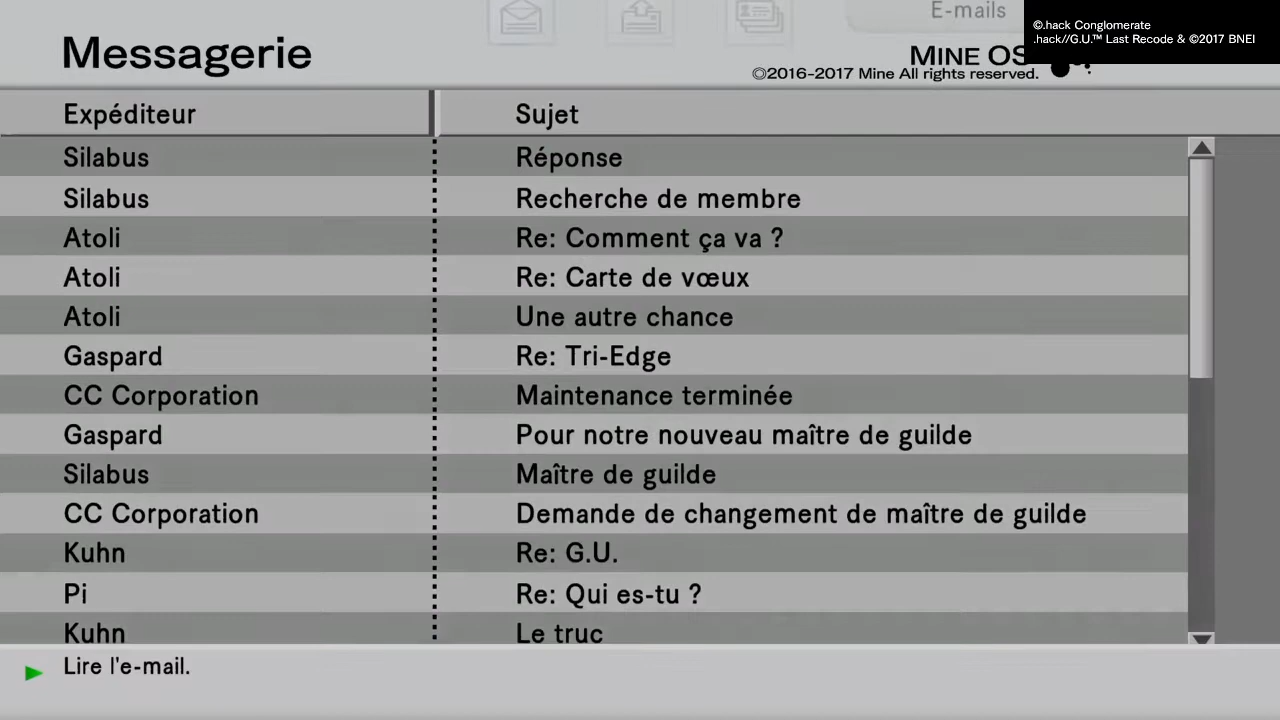 E-mails
©.hack Conglomerate
.hack//G.U.™ Last Recode & ©2017 BNEI
Messagerie
MINE OS
©2016-2017 Mine All rights reserved.
Expéditeur Sujet
Silabus Réponse
Silabus Recherche de membre
Atoli Re: Comment ça va ?
Atoli Re: Carte de vœux
Atoli Une autre chance
Gaspard Re: Tri-Edge
CC Corporation Maintenance terminée
Gaspard Pour notre nouveau maître de guilde
Silabus Maître de guilde
CC Corporation Demande de changement de maître de guilde
Kuhn Re: G.U.
Pi Re: Qui es-tu ?
Kuhn Le truc
Lire l'e-mail.